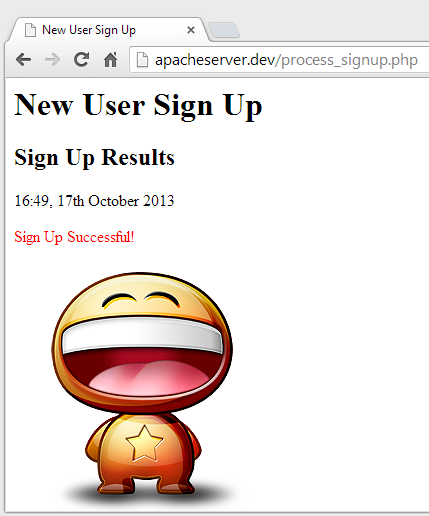 New User Sign Up
apacheserver.dev/process_signup.php
New User Sign Up
Sign Up Results
16:49, 17th October 2013
Sign Up Successful!